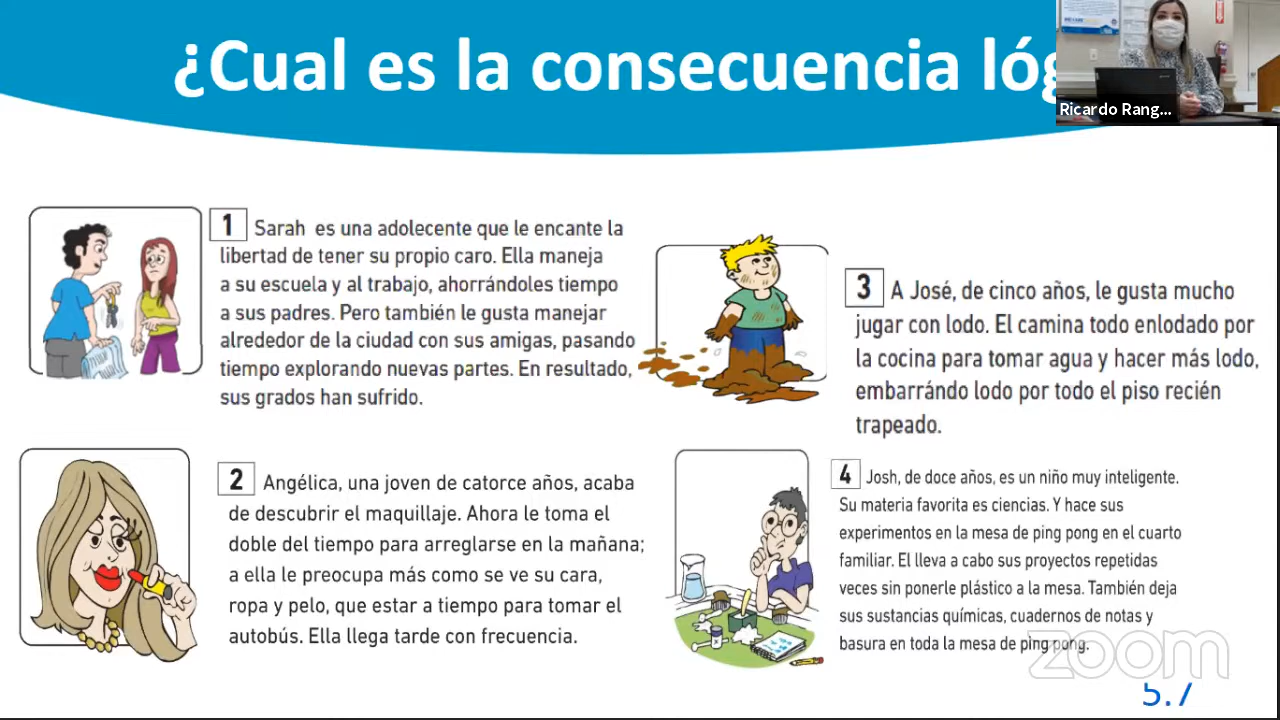 ¿Cual es la consecuencia lóg
Ricardo Rang...
1 Sarah es una adolecente que le encante la
libertad de tener su propio caro. Ella maneja
a su escuela y al trabajo, ahorrándoles tiempo
a sus padres. Pero también le gusta manejar
alrededor de la ciudad con sus amigas, pasando
tiempo explorando nuevas partes. En resultado,
sus grados han sufrido.
2 Angélica, una joven de catorce años, acaba
de descubrir el maquillaje. Ahora le toma el
doble del tiempo para arreglarse en la mañana;
a ella le preocupa más como se ve su cara,
ropa y pelo, que estar a tiempo para tomar el
autobús. Ella llega tarde con frecuencia.
3 A José, de cinco años, le gusta mucho
jugar con lodo. El camina todo enlodado por
la cocina para tomar agua y hacer más lodo,
embarrándo lodo por todo el piso recién
trapeado.
4 Josh, de doce años, es un niño muy inteligente.
Su materia favorita es ciencias. Y hace sus
experimentos en la mesa de ping pong en el cuarto
familiar. El lleva a cabo sus proyectos repetidas
veces sin ponerle plástico a la mesa. También deja
sus sustancias químicas, cuadernos de notas y
basura en toda la mesa de ping pong.
zoom
5.7